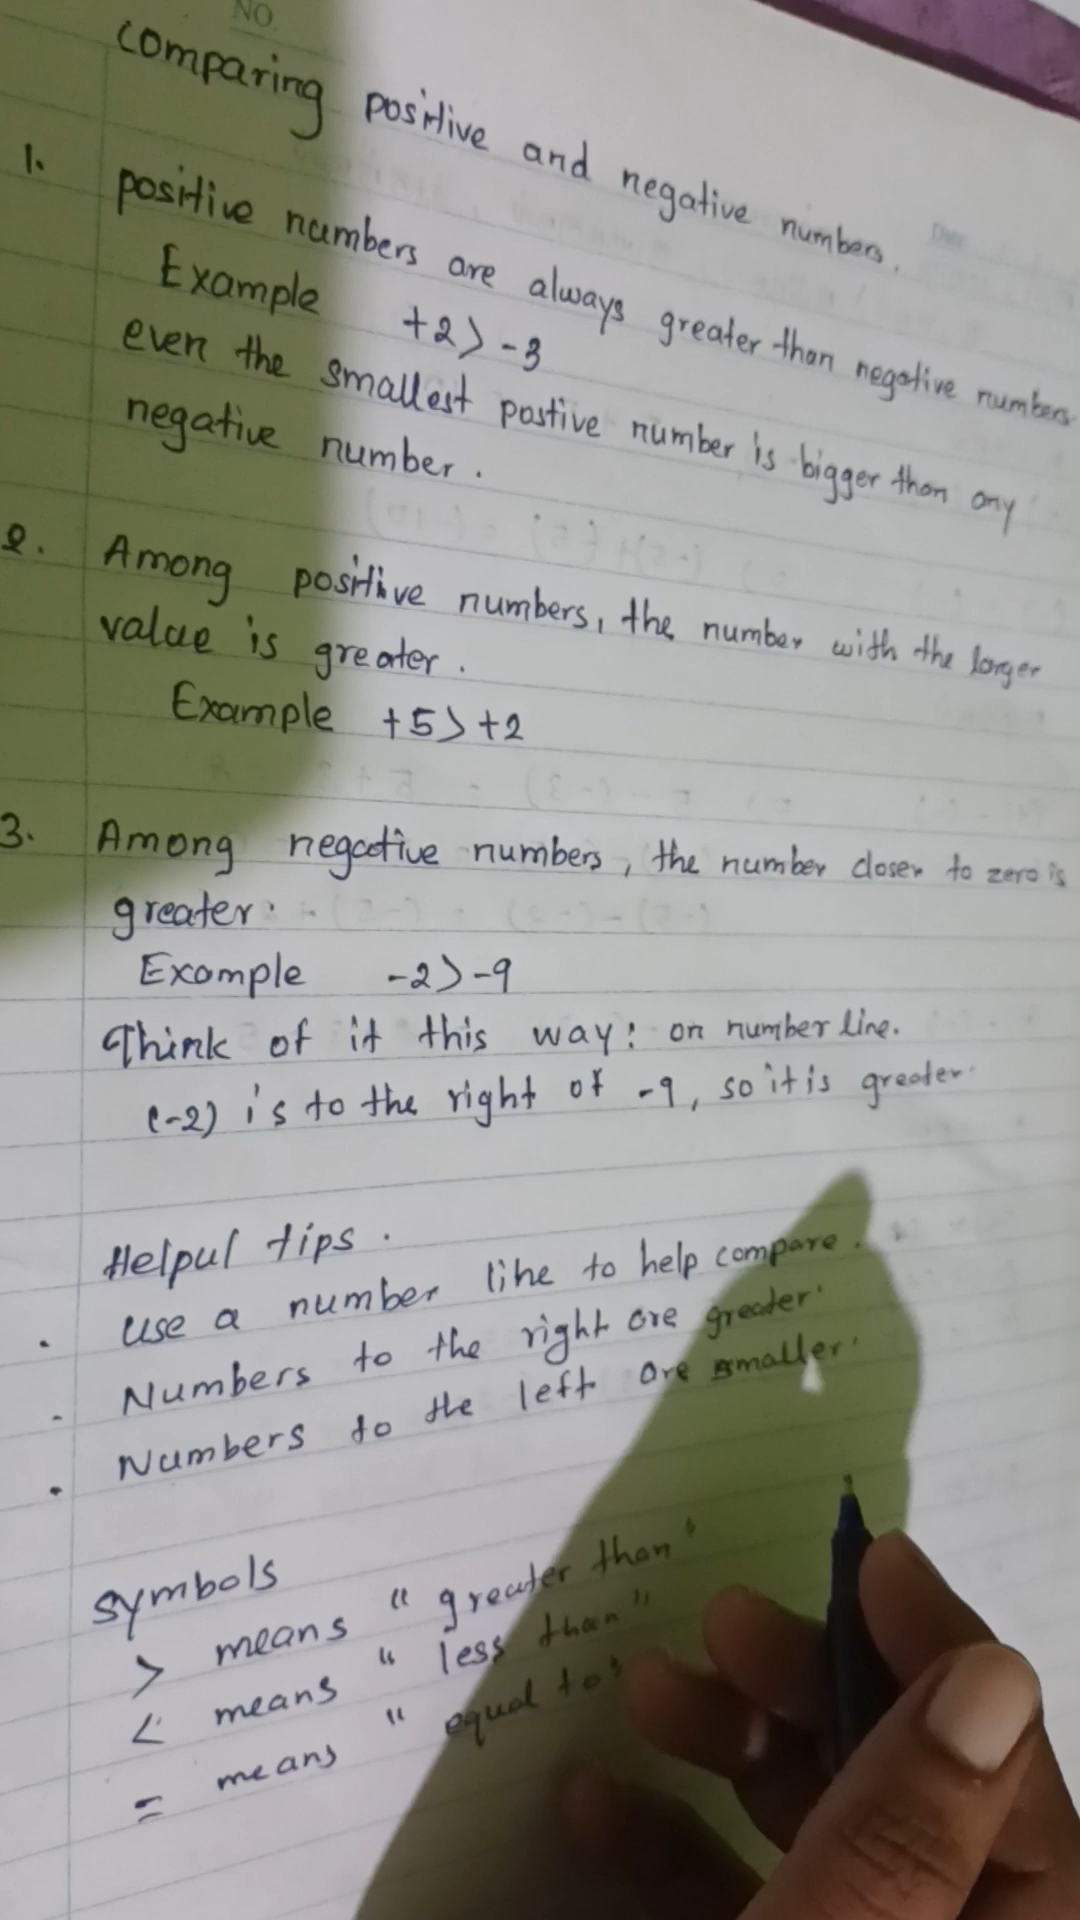 NO.
comparing positive and negative numbers.
1. positive numbers are always greater than negative numbers
Example +2 > -3
even the smallest postive number is bigger than any
negative number.
2. Among positive numbers, the number with the larger
value is greater.
Example +5 > +2
3. Among negative numbers, the number closer to zero is
greater.
Example -2 > -9
Think of it this way: on number line.
(-2) is to the right of -9, so it is greater.
Helpul tips.
. use a number line to help compare.
. Numbers to the right are greater.
. Numbers to the left are smaller.
symbols
> means "greater than"
< means "less than"
= means "equal to"